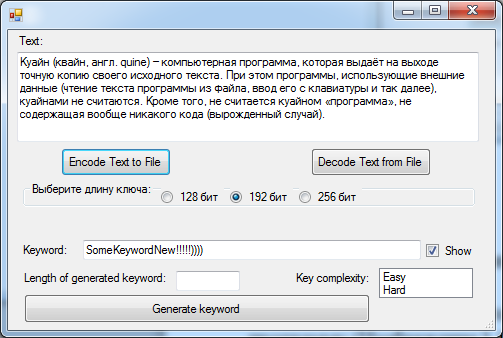 Text:
Куайн (квайн, англ. quine) – компьютерная программа, которая выдаёт на выходе
точную копию своего исходного текста. При этом программы, использующие внешние
данные (чтение текста программы из файла, ввод его с клавиатуры и так далее),
куайнами не считаются. Кроме того, не считается куайном «программа», не
содержащая вообще никакого кода (вырожденный случай).
Encode Text to File Decode Text from File
Выберите длину ключа: 128 бит 192 бит 256 бит
Keyword: SomeKeywordNew!!!!!)))) Show
Length of generated keyword: Key complexity: Easy
Hard
Generate keyword